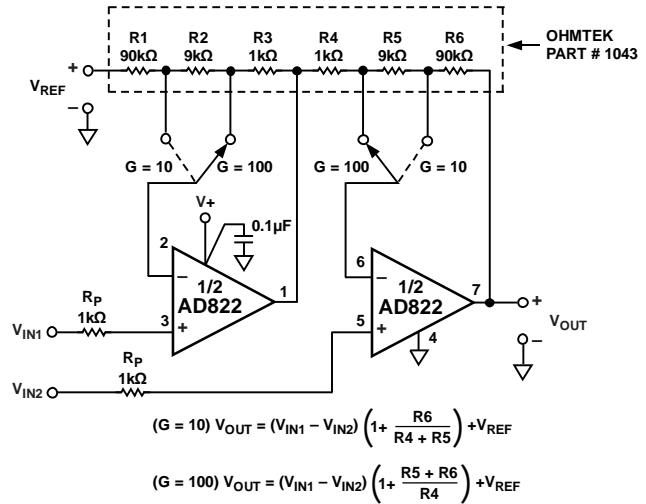 R1 R2 R3 R4 R5 R6
90kΩ 9kΩ 1kΩ 1kΩ 9kΩ 90kΩ
OHMTEK
PART # 1043
+
VREF
–
G = 10 G = 100 G = 100 G = 10
V+
0.1µF
2
–
1/2
AD822
1
3
+
6
–
1/2
AD822
7
5
+
4
RP
1kΩ
VIN1
RP
1kΩ
VIN2
+
VOUT
–
(G = 10) VOUT = (VIN1 – VIN2) (1+ R6 / (R4 + R5)) +VREF
(G = 100) VOUT = (VIN1 – VIN2) (1+ (R5 + R6) / R4) +VREF